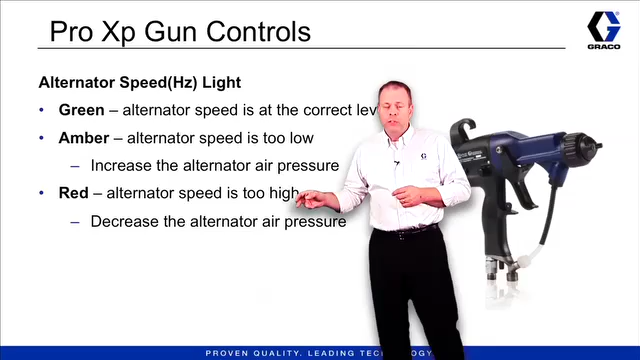 Pro Xp Gun Controls
GRACO
Alternator Speed(Hz) Light
• Green – alternator speed is at the correct lev
• Amber – alternator speed is too low
– Increase the alternator air pressure
• Red – alternator speed is too high
– Decrease the alternator air pressure
PROVEN QUALITY. LEADING TECHNOLOGY